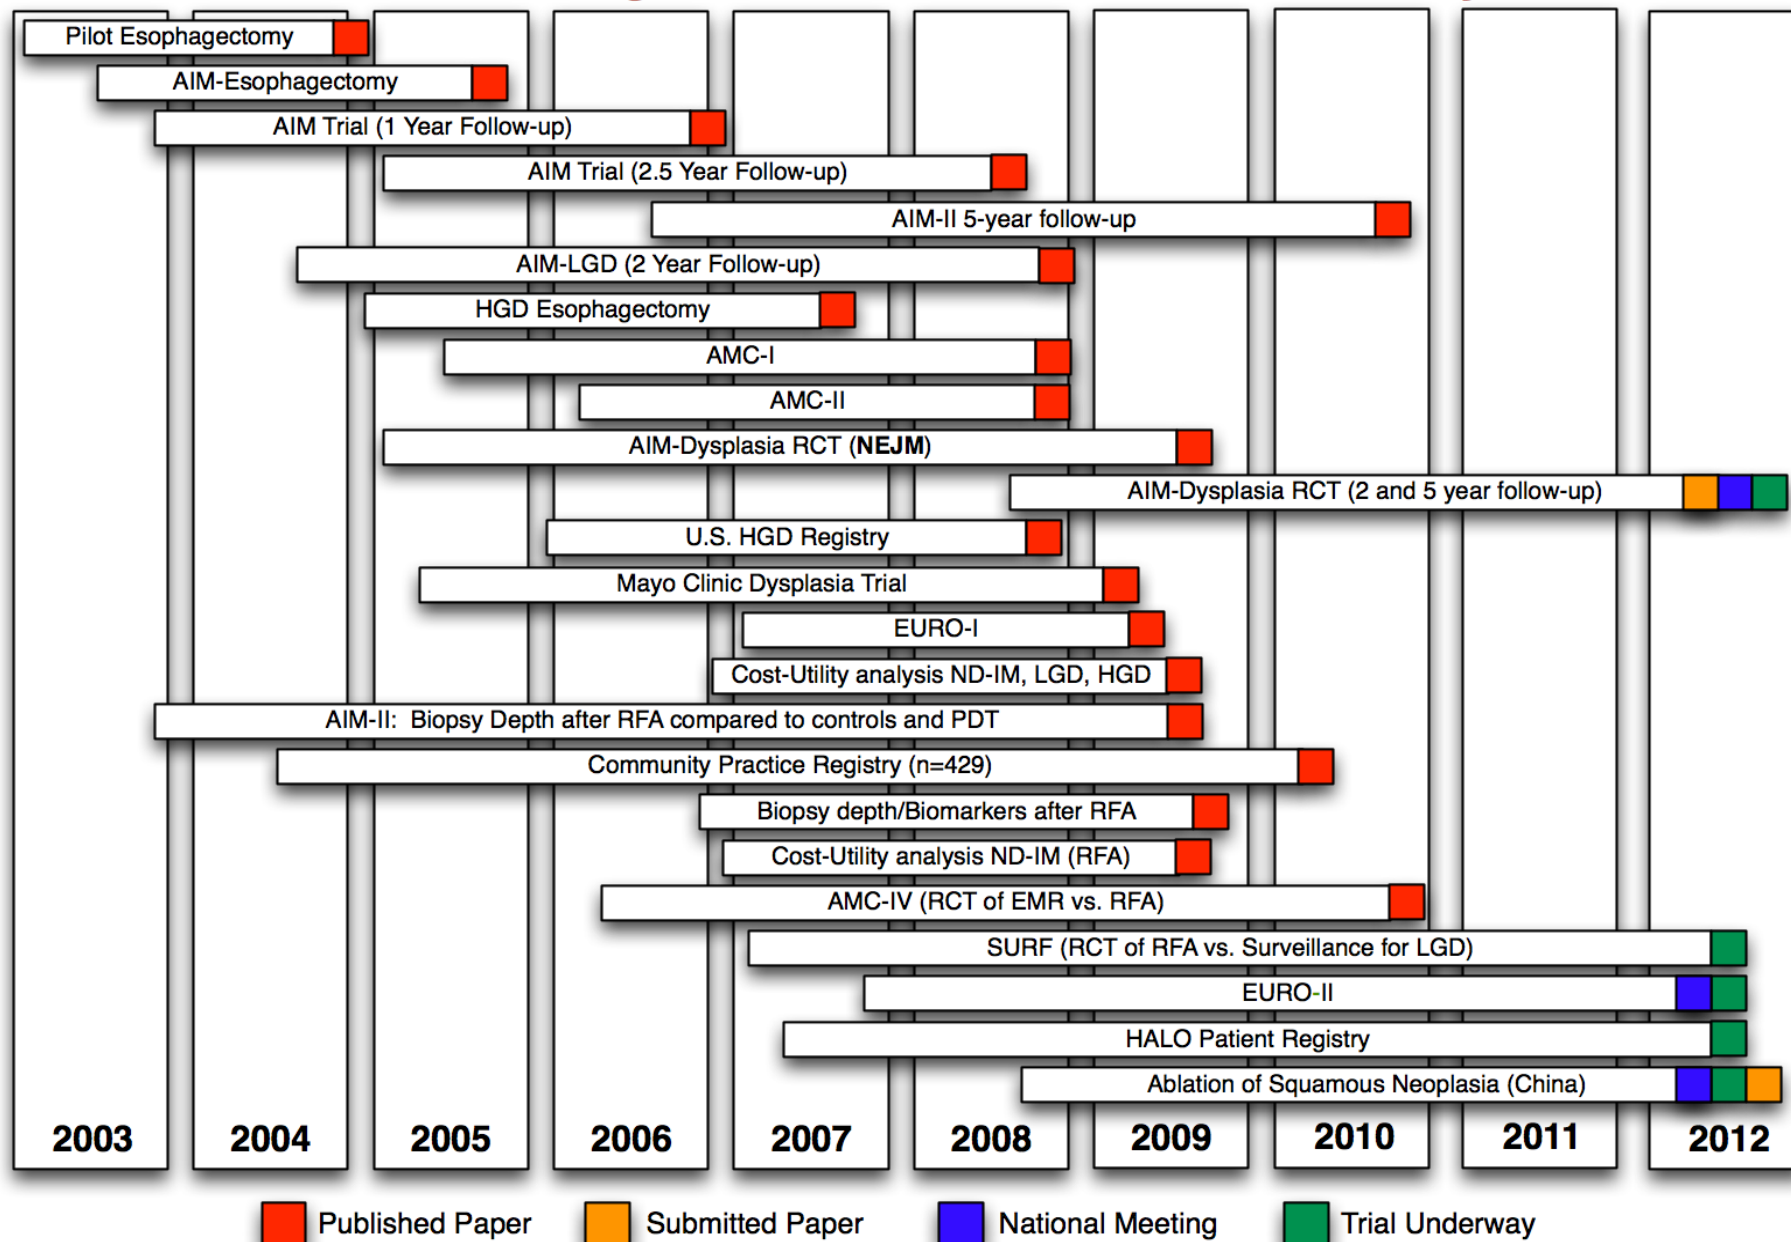 Pilot Esophagectomy
AIM-Esophagectomy
AIM Trial (1 Year Follow-up)
AIM Trial (2.5 Year Follow-up)
AIM-II 5-year follow-up
AIM-LGD (2 Year Follow-up)
HGD Esophagectomy
AMC-I
AMC-II
AIM-Dysplasia RCT (NEJM)
AIM-Dysplasia RCT (2 and 5 year follow-up)
U.S. HGD Registry
Mayo Clinic Dysplasia Trial
EURO-I
Cost-Utility analysis ND-IM, LGD, HGD
AIM-II: Biopsy Depth after RFA compared to controls and PDT
Community Practice Registry (n=429)
Biopsy depth/Biomarkers after RFA
Cost-Utility analysis ND-IM (RFA)
AMC-IV (RCT of EMR vs. RFA)
SURF (RCT of RFA vs. Surveillance for LGD)
EURO-II
HALO Patient Registry
Ablation of Squamous Neoplasia (China)
2003 2004 2005 2006 2007 2008 2009 2010 2011 2012
Published Paper Submitted Paper National Meeting Trial Underway